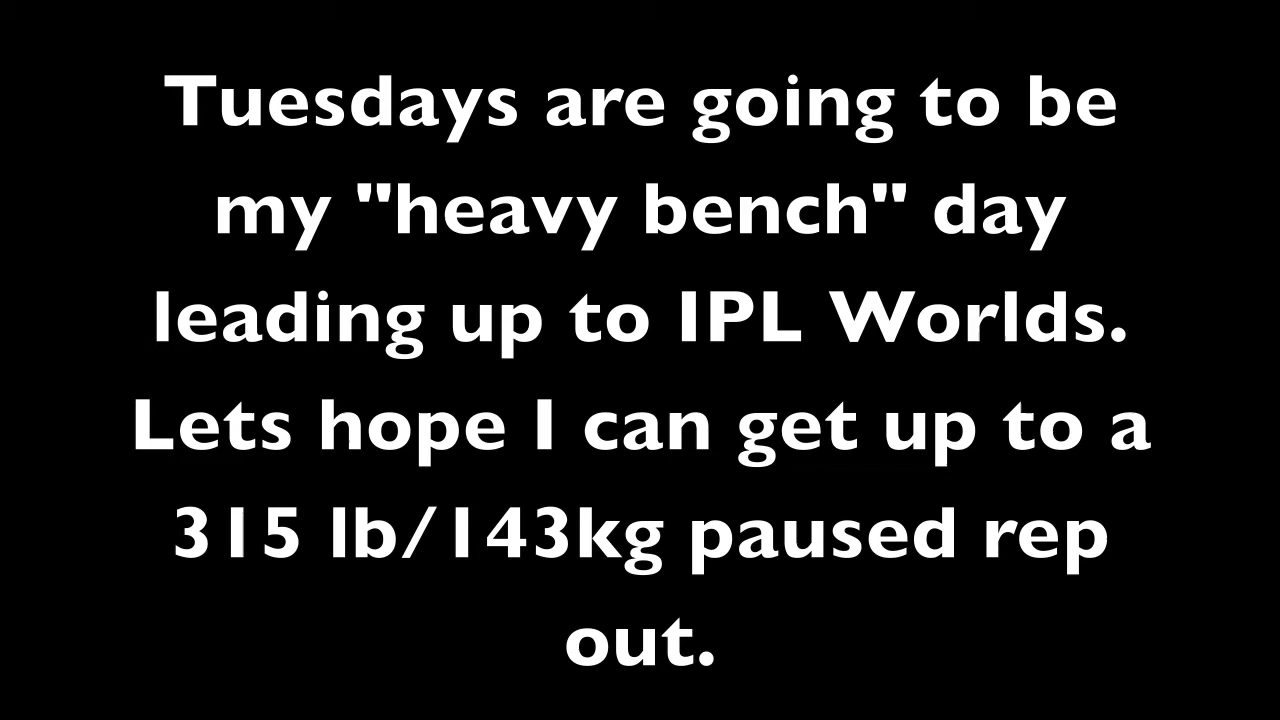 Tuesdays are going to be
my "heavy bench" day
leading up to IPL Worlds.
Lets hope I can get up to a
315 lb/143kg paused rep
out.